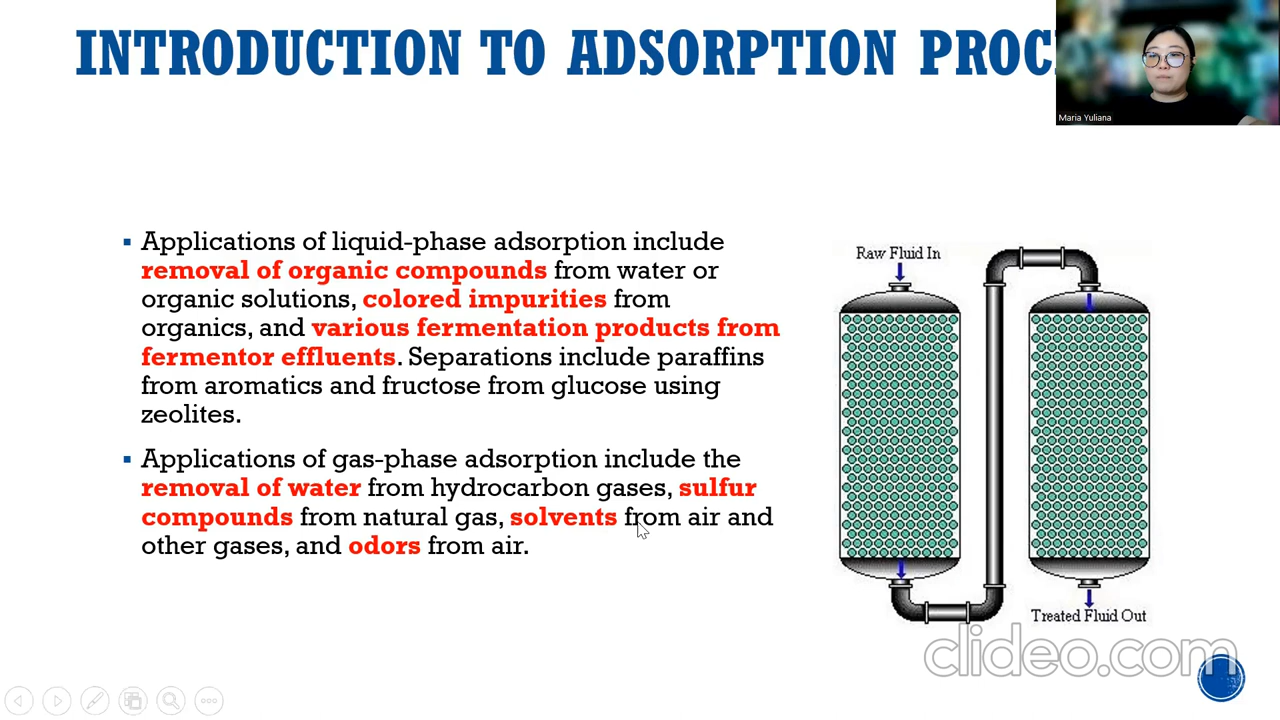 INTRODUCTION TO ADSORPTION PROC
Maria Yuliana
Applications of liquid-phase adsorption include
removal of organic compounds from water or
organic solutions, colored impurities from
organics, and various fermentation products from
fermentor effluents. Separations include paraffins
from aromatics and fructose from glucose using
zeolites.
Applications of gas-phase adsorption include the
removal of water from hydrocarbon gases, sulfur
compounds from natural gas, solvents from air and
other gases, and odors from air.
Raw Fluid In
Treated Fluid Out
clideo.com